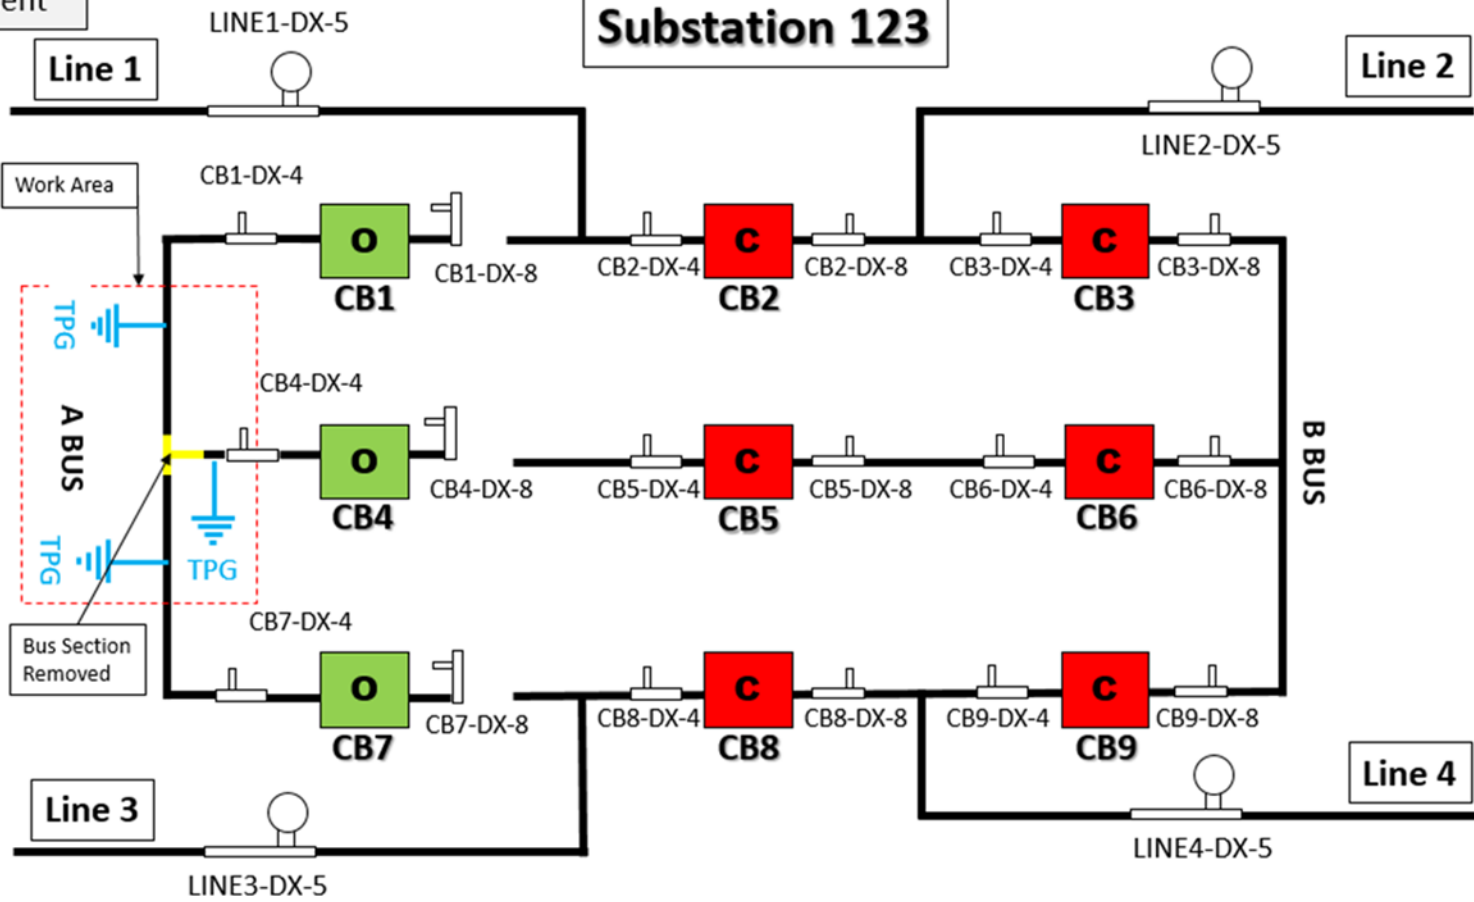 ent
LINE1-DX-5
Substation 123
Line 1
Line 2
LINE2-DX-5
Work Area
CB1-DX-4
O
C
C
CB1-DX-8
CB2-DX-4
CB2-DX-8
CB3-DX-4
CB3-DX-8
CB1
CB2
CB3
TPG
CB4-DX-4
A BUS
B BUS
O
C
C
CB4-DX-8
CB5-DX-4
CB5-DX-8
CB6-DX-4
CB6-DX-8
CB4
CB5
CB6
TPG
TPG
CB7-DX-4
Bus Section
Removed
O
C
C
CB7-DX-8
CB8-DX-4
CB8-DX-8
CB9-DX-4
CB9-DX-8
CB7
CB8
CB9
Line 3
Line 4
LINE4-DX-5
LINE3-DX-5